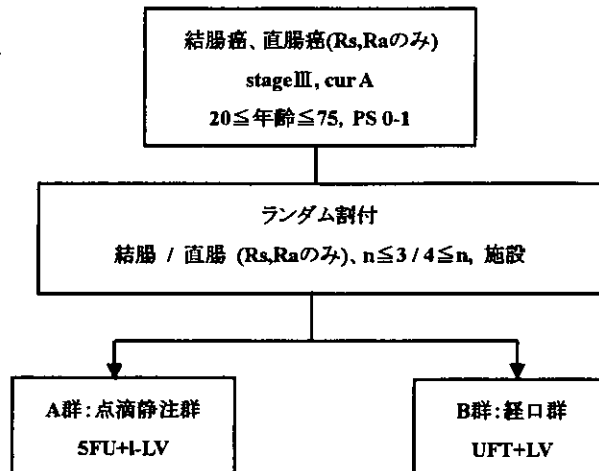 結腸癌、直腸癌(Rs,Raのみ)
stageⅢ, cur A
20≦年齢≦75, PS 0-1
ランダム割付
結腸 / 直腸 (Rs,Raのみ)、n≦3 / 4≦n, 施設
A群:点滴静注群
5FU+l-LV
B群:経口群
UFT+LV